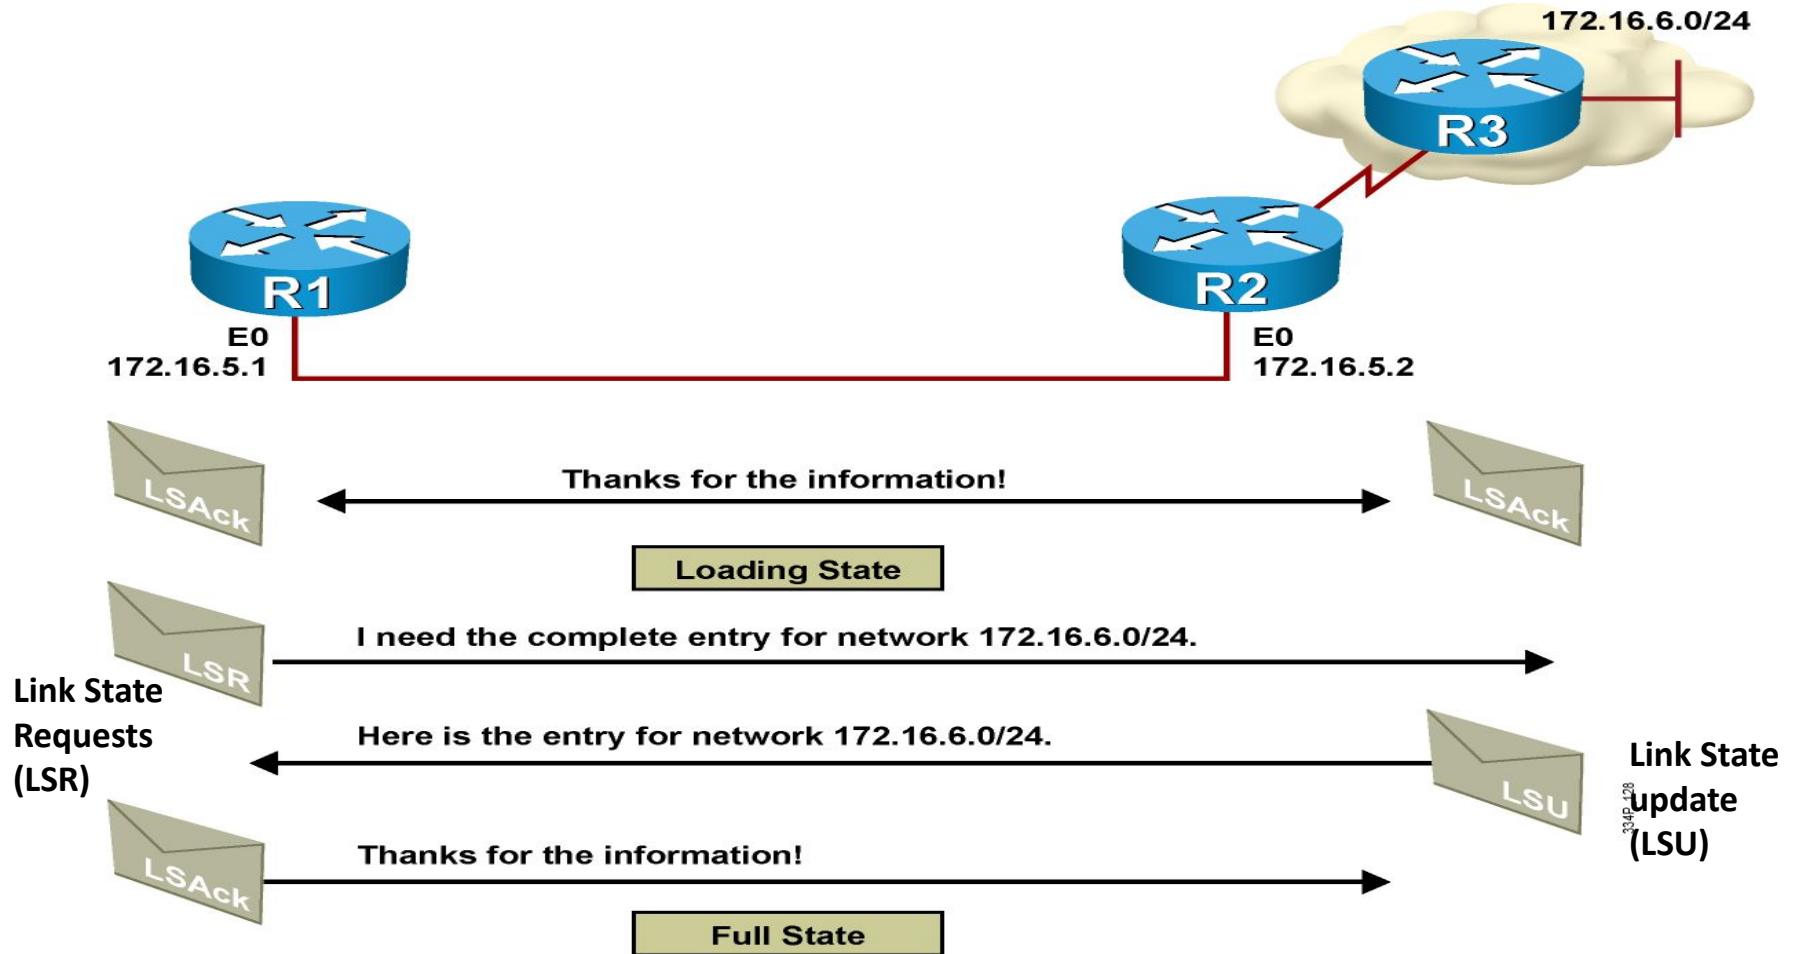 172.16.6.0/24
R3
R1
R2
E0
172.16.5.1
E0
172.16.5.2
LSAck
Thanks for the information!
LSAck
Loading State
LSR
I need the complete entry for network 172.16.6.0/24.
Link State
Requests
(LSR)
Here is the entry for network 172.16.6.0/24.
LSU
Link State
update
(LSU)
334P_128
LSAck
Thanks for the information!
Full State